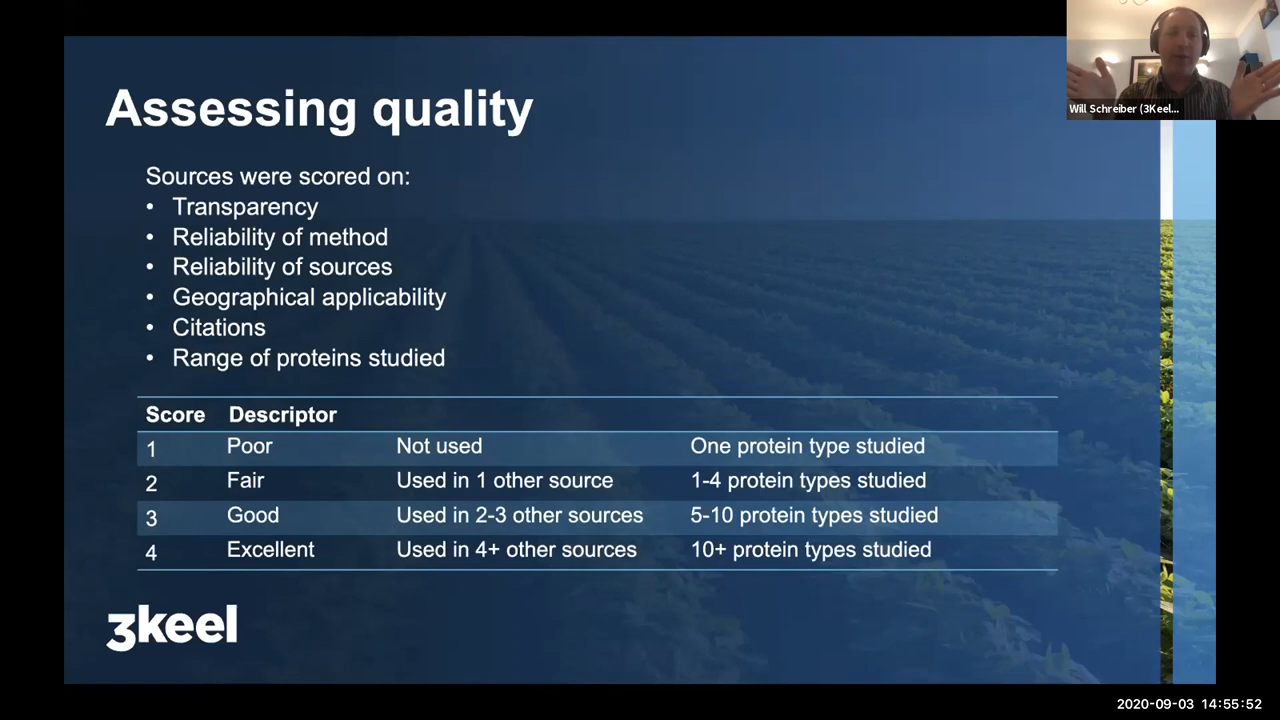 Assessing quality
Will Schreiber (3Keel...
Sources were scored on:
• Transparency
• Reliability of method
• Reliability of sources
• Geographical applicability
• Citations
• Range of proteins studied
Score Descriptor
1 Poor Not used One protein type studied
2 Fair Used in 1 other source 1-4 protein types studied
3 Good Used in 2-3 other sources 5-10 protein types studied
4 Excellent Used in 4+ other sources 10+ protein types studied
3keel
2020-09-03 14:55:52